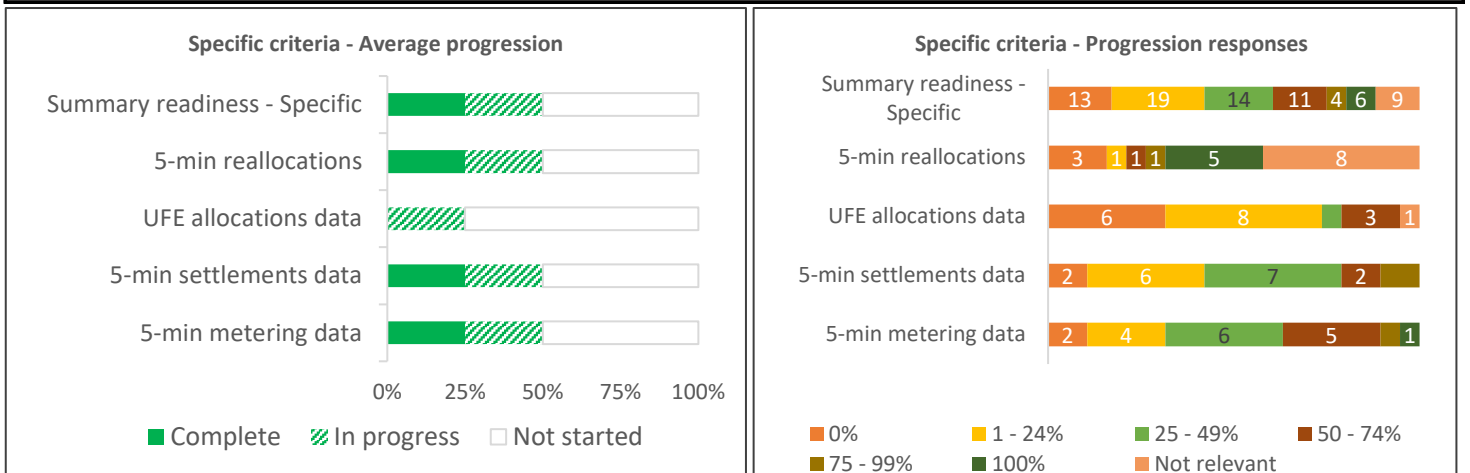 Specific criteria - Average progression
Summary readiness - Specific
5-min reallocations
UFE allocations data
5-min settlements data
5-min metering data
0% 25% 50% 75% 100%
Complete In progress Not started
Specific criteria - Progression responses
Summary readiness -
Specific
13 19 14 11 4 6 9
5-min reallocations
3 1 1 1 5 8
UFE allocations data
6 8 3 1
5-min settlements data
2 6 7 2
5-min metering data
2 4 6 5 1
0% 1 - 24% 25 - 49% 50 - 74%
75 - 99% 100% Not relevant